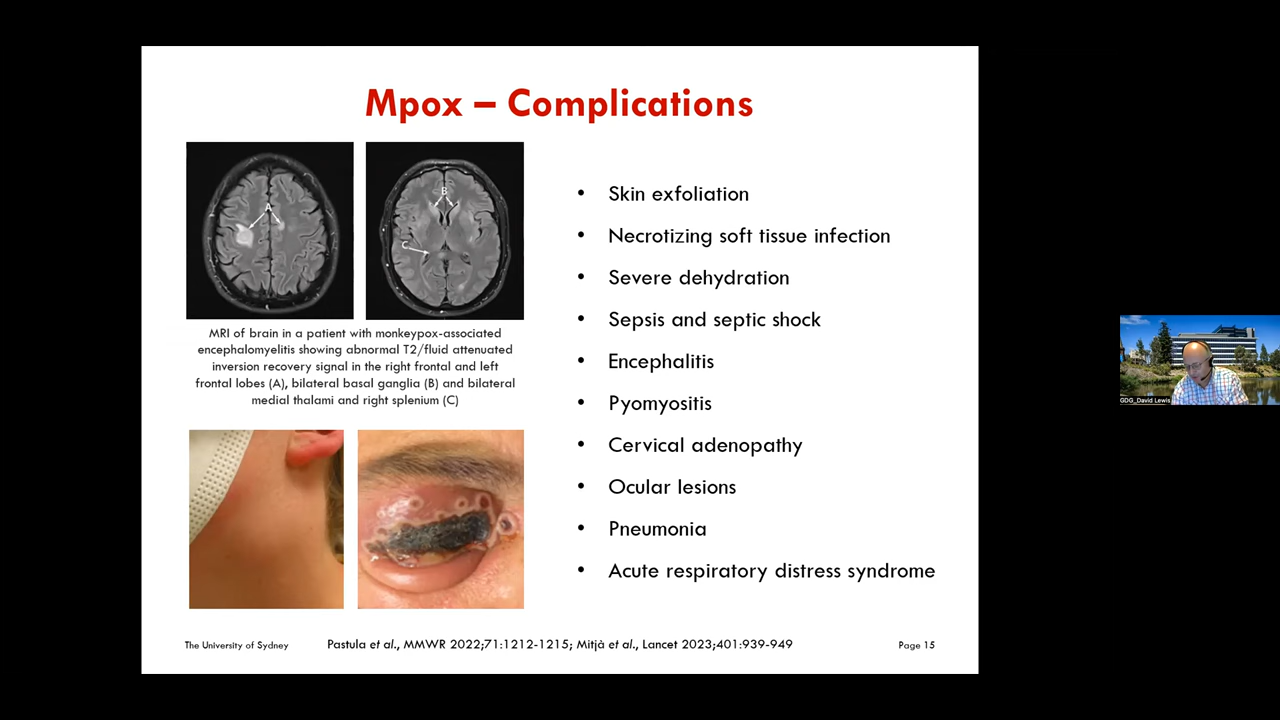 Mpox – Complications
A
B
C
MRI of brain in a patient with monkeypox-associated
encephalomyelitis showing abnormal T2/fluid attenuated
inversion recovery signal in the right frontal and left
frontal lobes (A), bilateral basal ganglia (B) and bilateral
medial thalami and right splenium (C)
• Skin exfoliation
• Necrotizing soft tissue infection
• Severe dehydration
• Sepsis and septic shock
• Encephalitis
• Pyomyositis
• Cervical adenopathy
• Ocular lesions
• Pneumonia
• Acute respiratory distress syndrome
The University of Sydney
Pastula et al., MMWR 2022;71:1212-1215; Mitjà et al., Lancet 2023;401:939-949
Page 15
GDG_David Lewis